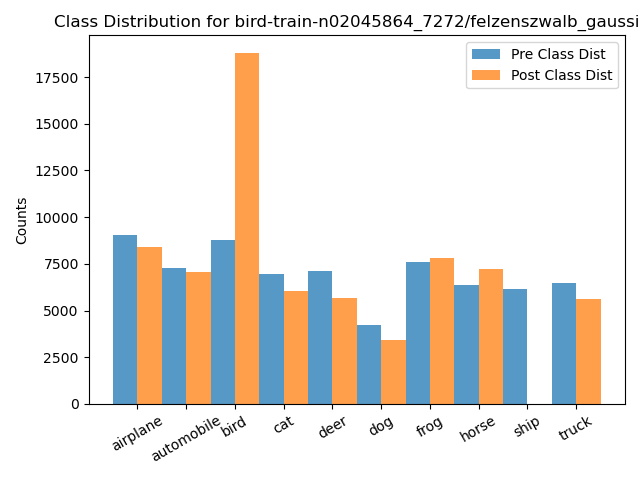 Class Distribution for bird-train-n02045864_7272/felzenszwalb_gaussi
Pre Class Dist
Post Class Dist
Counts
17500
15000
12500
10000
7500
5000
2500
0
airplane
automobile
bird
cat
deer
dog
frog
horse
ship
truck